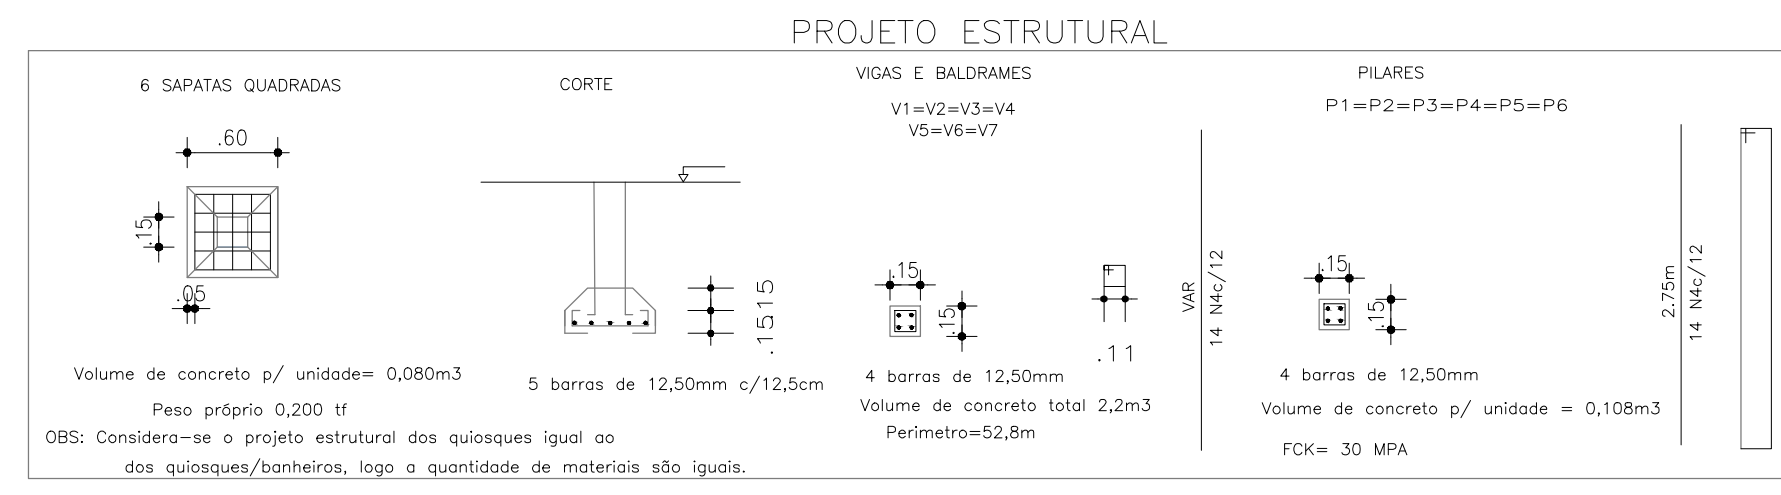 PROJETO ESTRUTURAL
6 SAPATAS QUADRADAS
.60
.15
.05
Volume de concreto p/ unidade= 0,080m3
Peso próprio 0,200 tf
OBS: Considera-se o projeto estrutural dos quiosques igual ao
dos quiosques/banheiros, logo a quantidade de materiais são iguais.
CORTE
.15
.15
5 barras de 12,50mm c/12,5cm
VIGAS E BALDRAMES
V1=V2=V3=V4
V5=V6=V7
.15
.15
.11
4 barras de 12,50mm
Volume de concreto total 2,2m3
Perimetro=52,8m
VAR
14 N4c/12
PILARES
P1=P2=P3=P4=P5=P6
.15
.15
4 barras de 12,50mm
Volume de concreto p/ unidade = 0,108m3
FCK= 30 MPA
2.75m
14 N4c/12